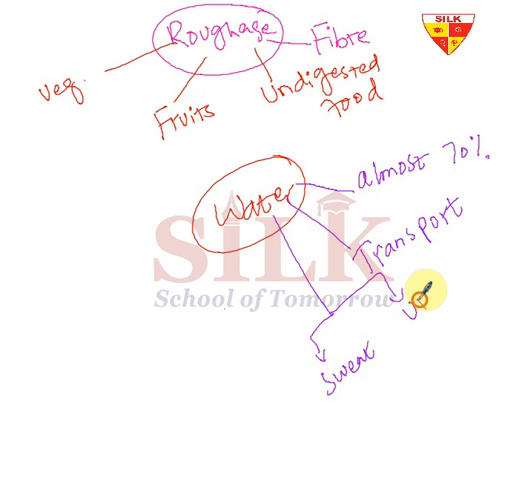 SILK
Roughage
Fibre
veg.
Fruits
Undigested
food
almost 70%.
Water
Transport
SILK
School of Tomorrow
Sweat